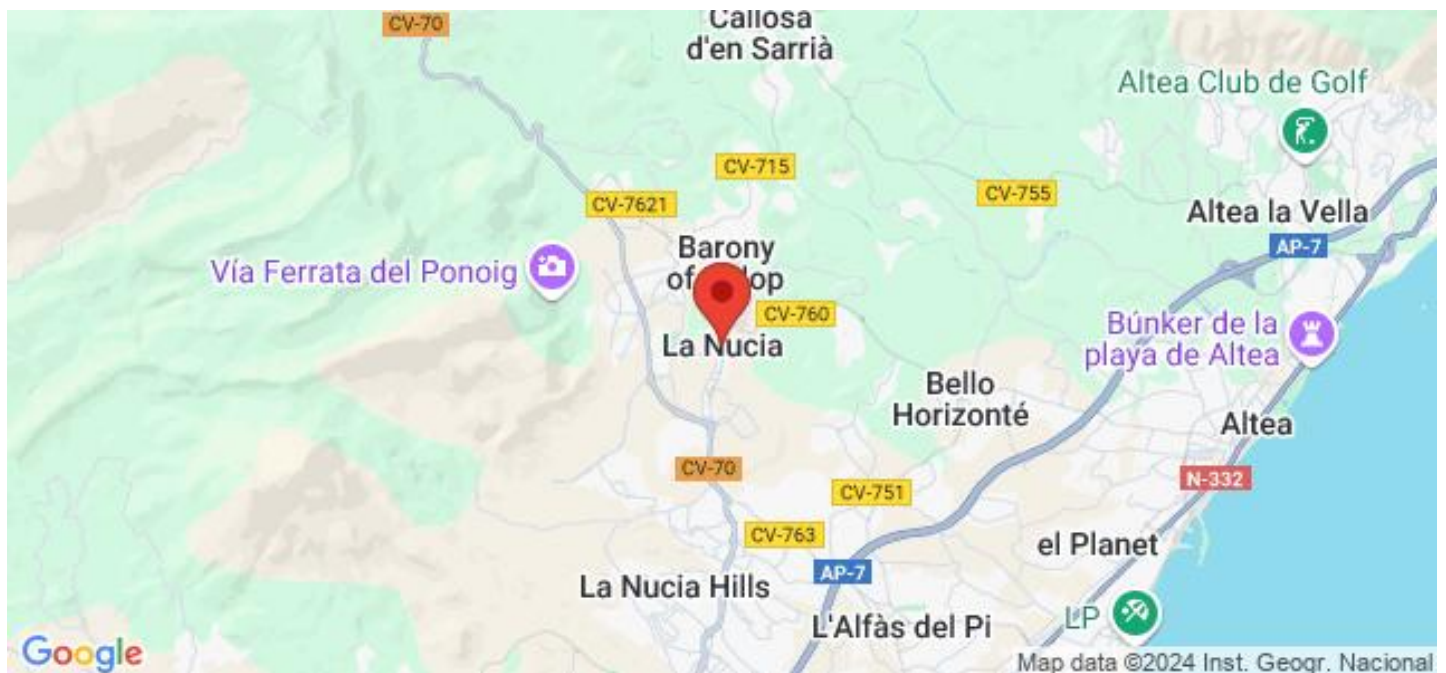 CV-70
Callosa
d'en Sarrià
Altea Club de Golf
CV-715
CV-755
CV-7621
Altea la Vella
AP-7
Barony
Vía Ferrata del Ponoig
CV-760
La Nucia
Búnker de la
playa de Altea
Bello
Horizonté
Altea
CV-70
N-332
CV-751
CV-763
el Planet
AP-7
La Nucia Hills
L'Alfàs del Pi
LP
Google
Map data ©2024 Inst. Geogr. Nacional